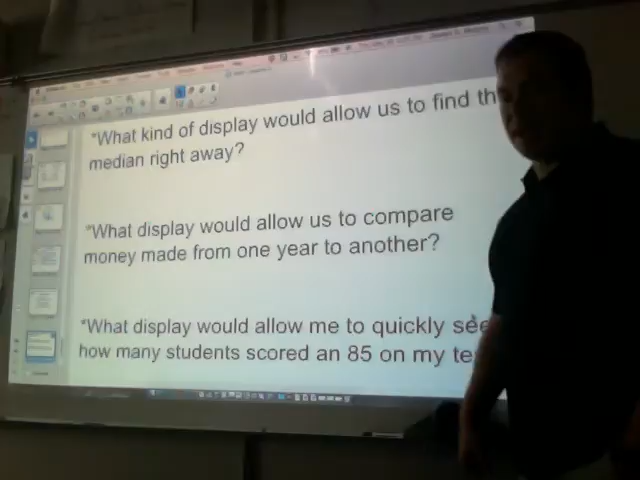 *What kind of display would allow us to find th
median right away?
*What display would allow us to compare
money made from one year to another?
*What display would allow me to quickly see
how many students scored an 85 on my te